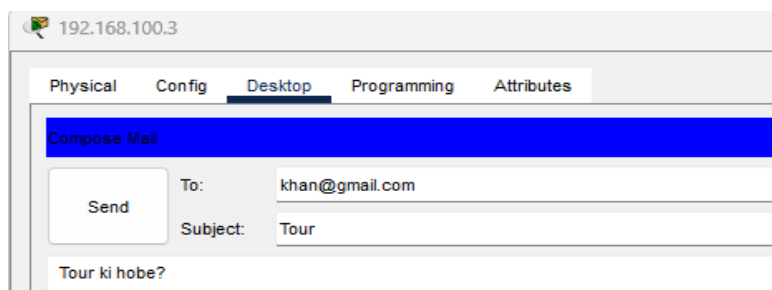 192.168.100.3
Physical Config Desktop Programming Attributes
Compose Mail
Send
To: khan@gmail.com
Subject: Tour
Tour ki hobe?